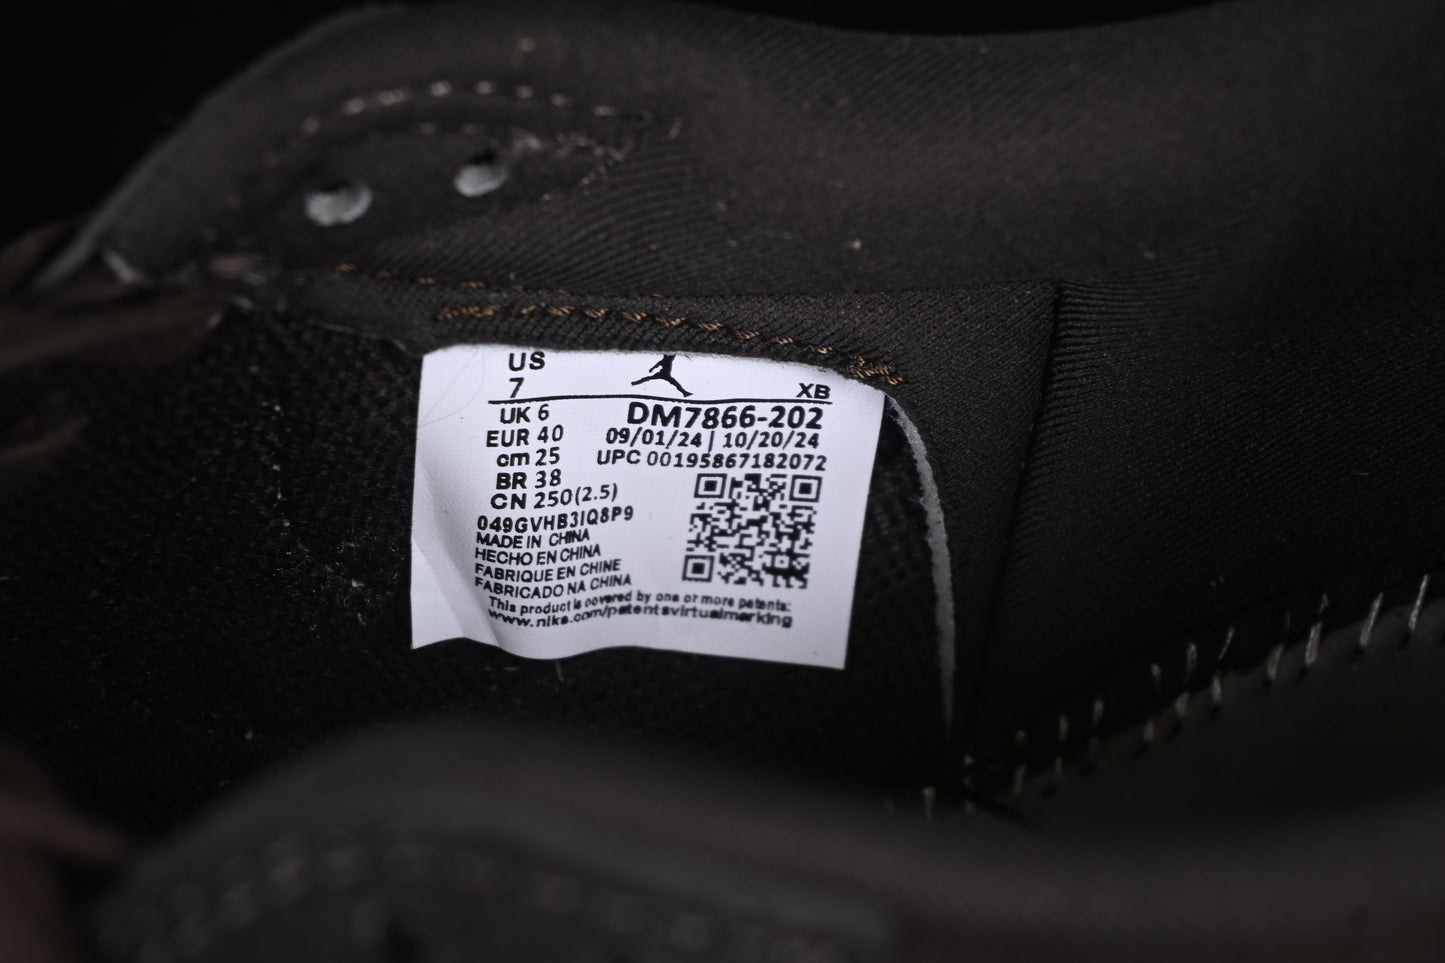 US
7
XB
UK 6
DM7866-202
EUR 40
09/01/24 | 10/20/24
cm 25
UPC 00195867182072
BR 38
CN 250(2.5)
049GVHB3IQ8P9
MADE IN CHINA
HECHO EN CHINA
FABRIQUE EN CHINE
FABRICADO NA CHINA
This product is covered by one or more patents:
www.nike.com/patentsvirtualmarking